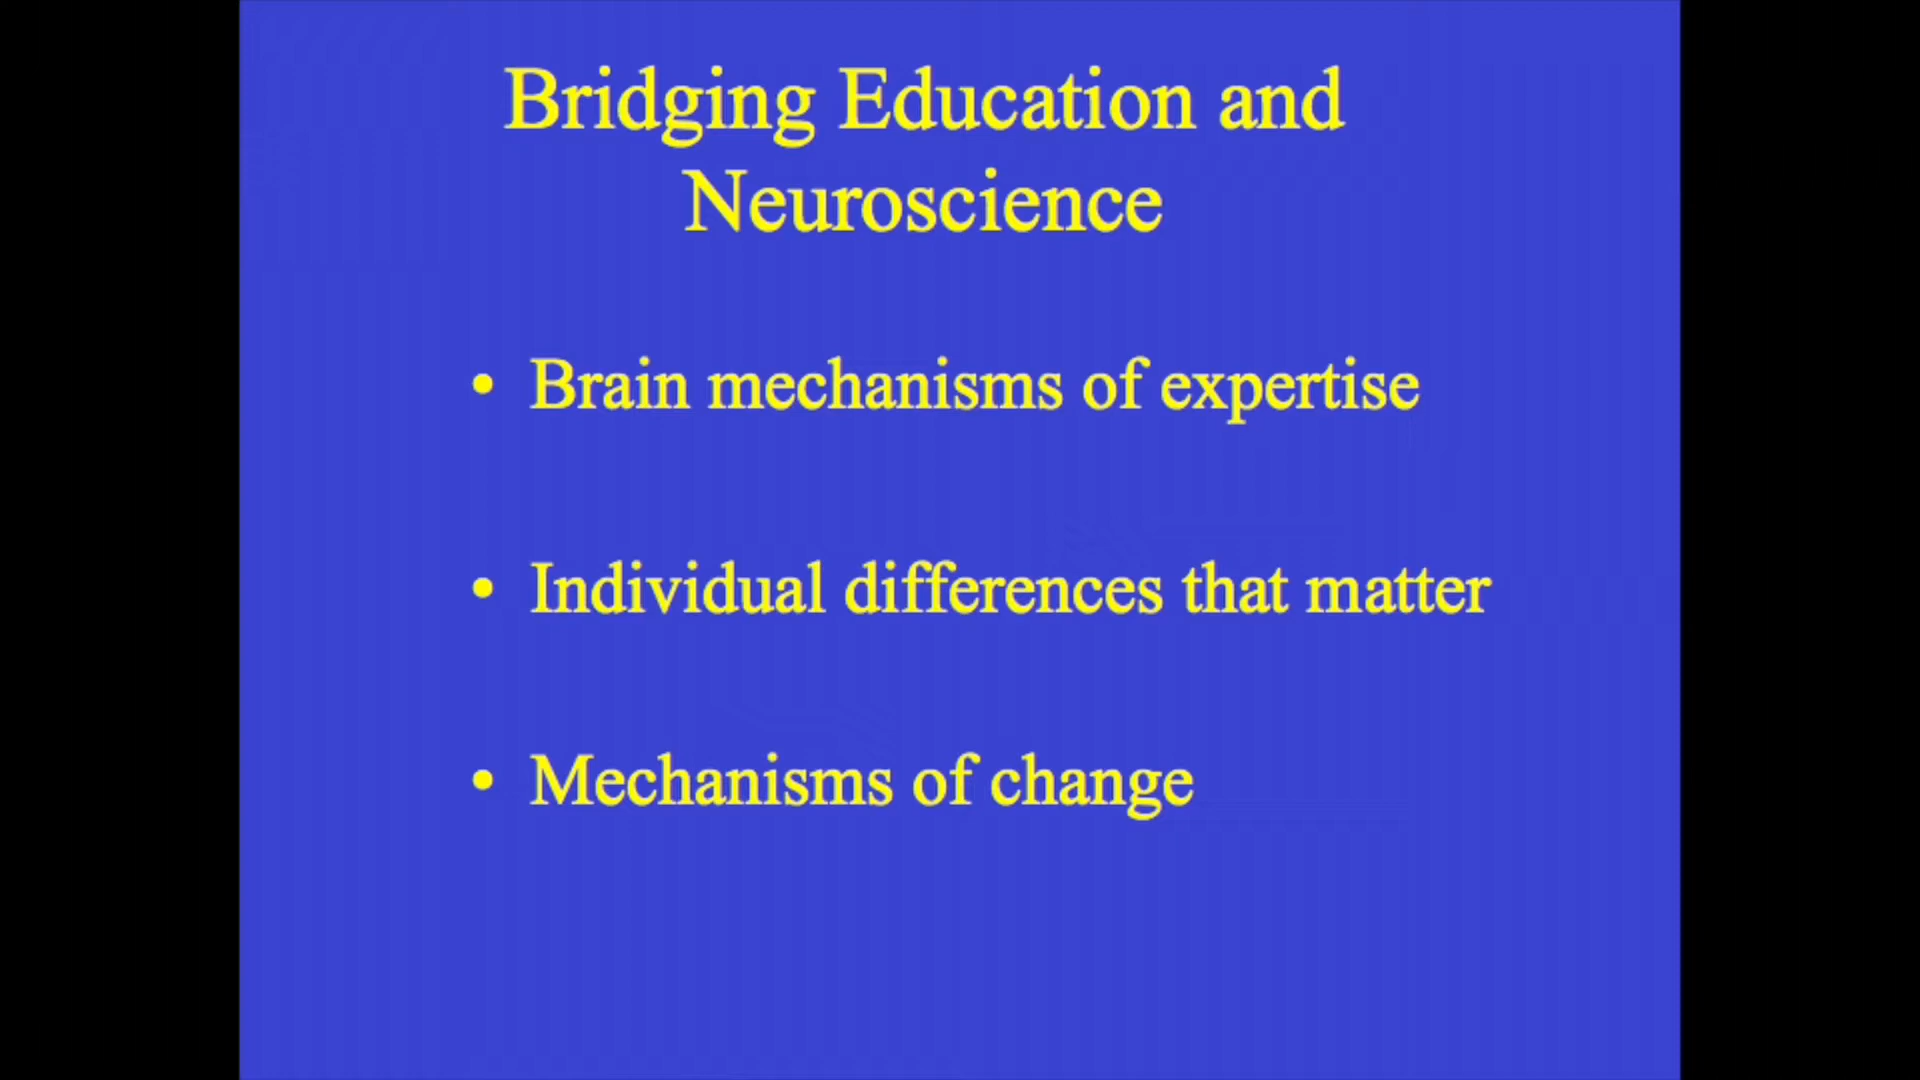 Bridging Education and
Neuroscience
• Brain mechanisms of expertise
• Individual differences that matter
• Mechanisms of change